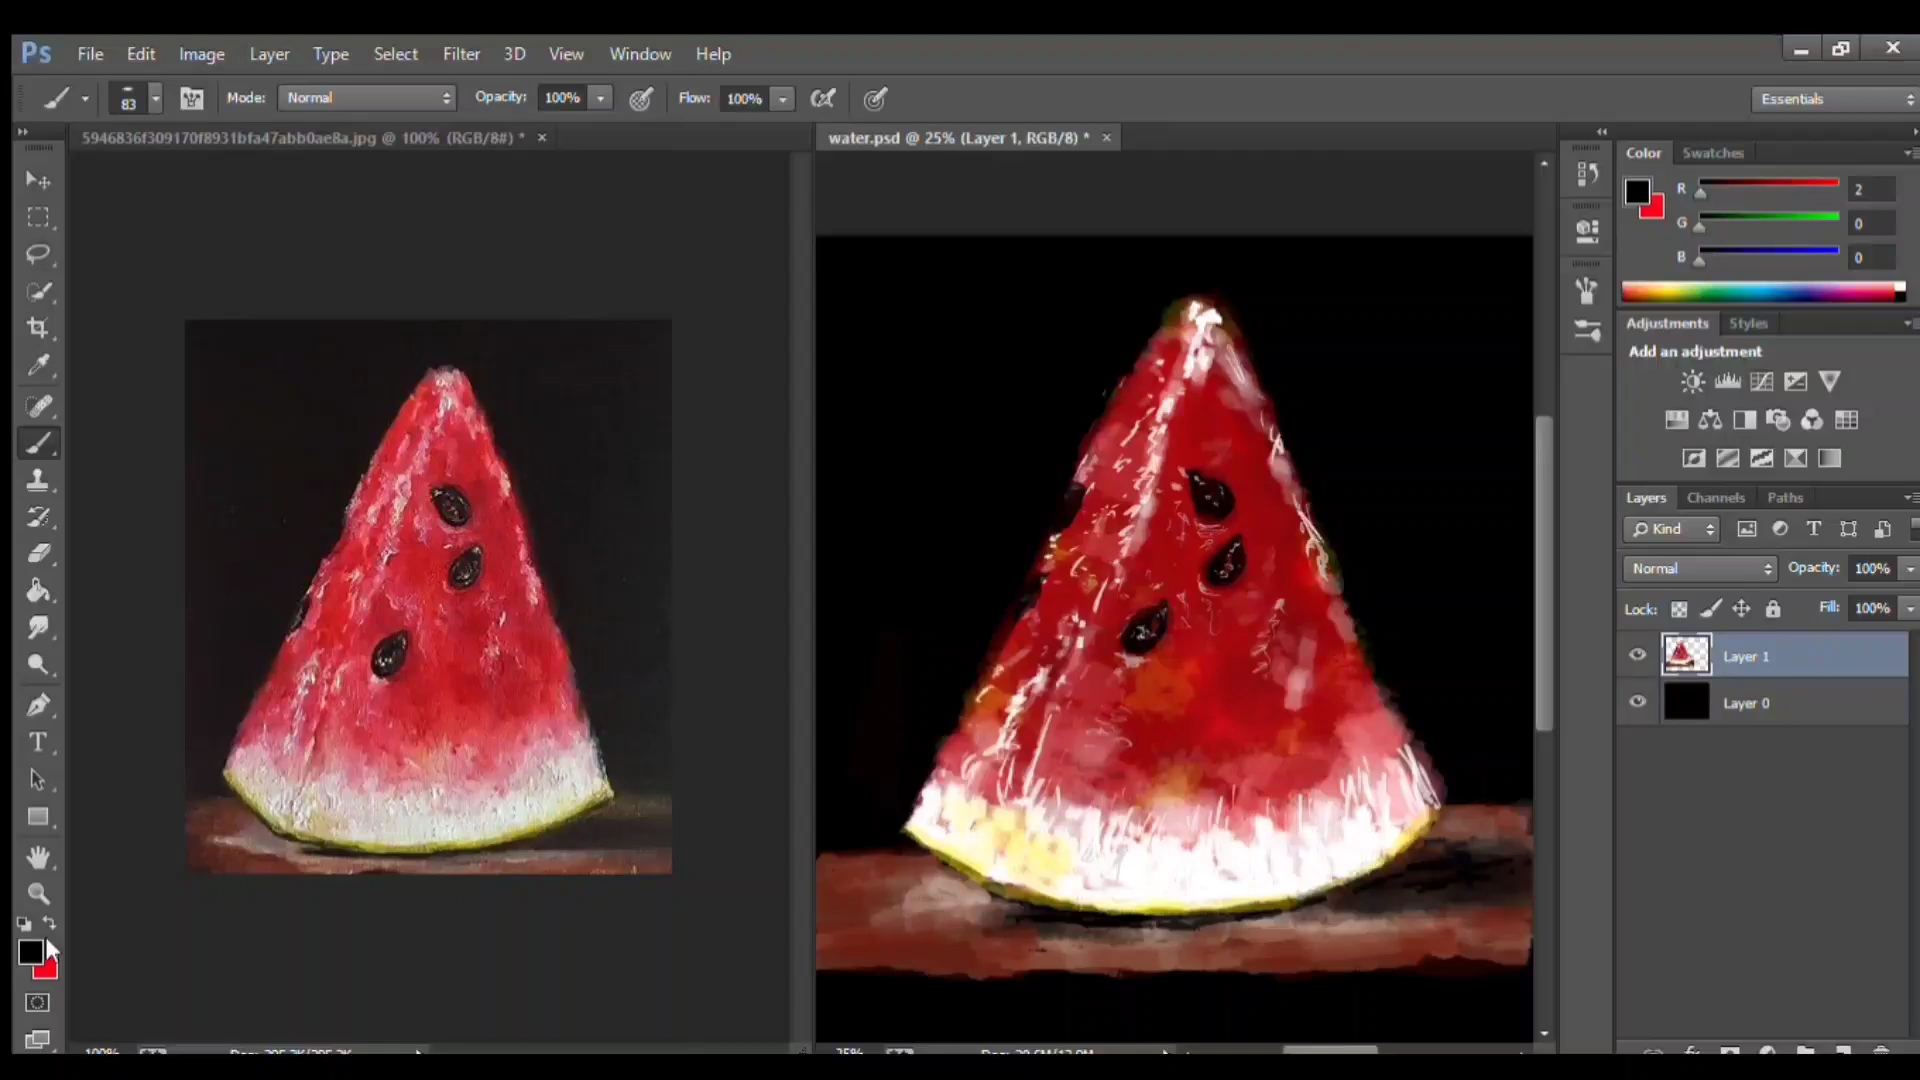 Ps File Edit Image Layer Type Select Filter 3D View Window Help
83 Mode: Normal Opacity: 100% Flow: 100% Essentials
5946836f309170f8931bfa47abb0ae8a.jpg @ 100% (RGB/8#) *
water.psd @ 25% (Layer 1, RGB/8) *
Color Swatches
R 2
G 0
B 0
Adjustments Styles
Add an adjustment
Layers Channels Paths
Kind
Normal Opacity: 100%
Lock: Fill: 100%
Layer 1
Layer 0